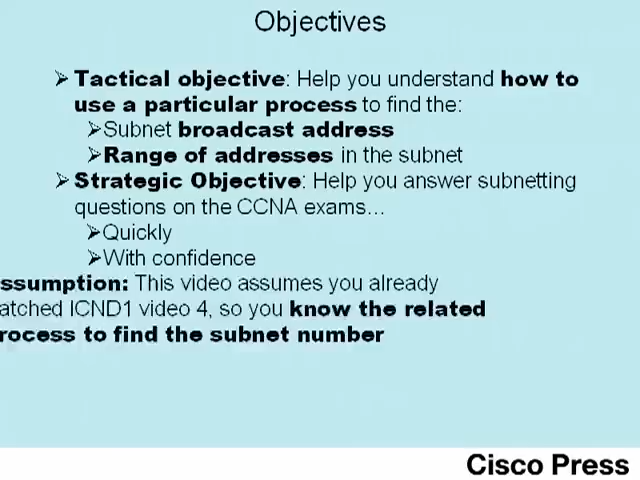 Objectives
Tactical objective: Help you understand how to
use a particular process to find the:
Subnet broadcast address
Range of addresses in the subnet
Strategic Objective: Help you answer subnetting
questions on the CCNA exams...
Quickly
With confidence
ssumption: This video assumes you already
atched ICND1 video 4, so you know the related
rocess to find the subnet number
Cisco Press